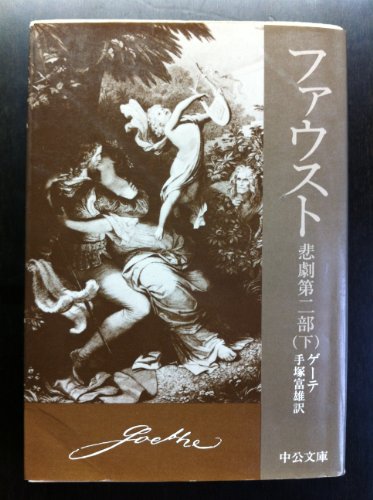 ファウスト
悲劇第二部(下)
ゲーテ
手塚富雄訳
Goethe
中公文庫